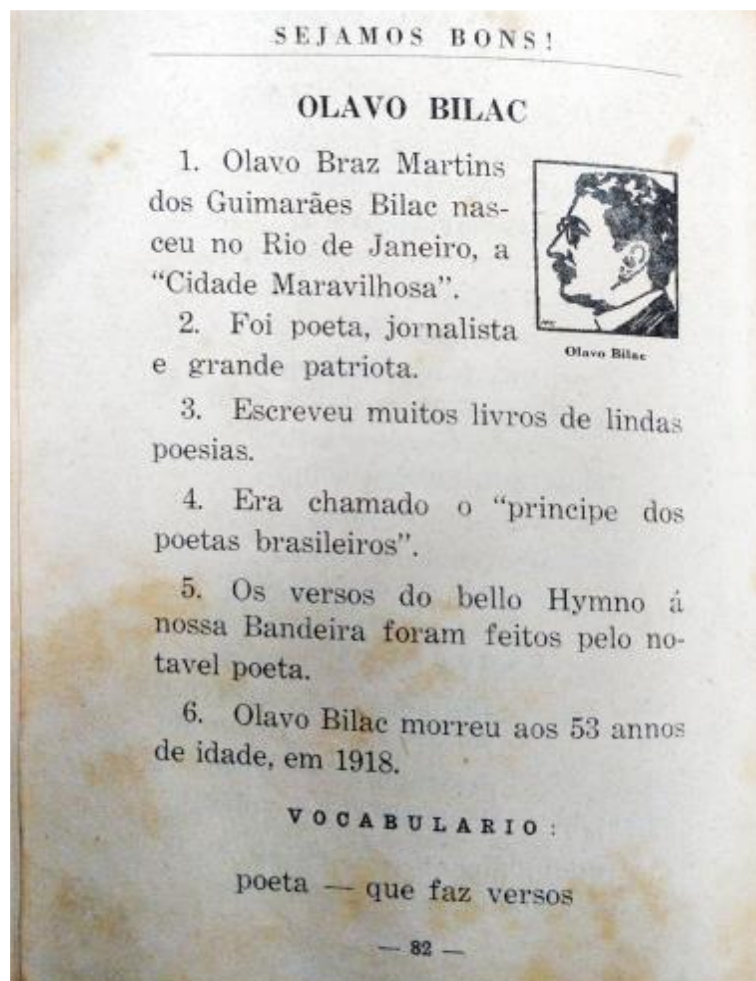 SEJAMOS BONS!
OLAVO BILAC
1. Olavo Braz Martins
dos Guimarães Bilac nas-
ceu no Rio de Janeiro, a
“Cidade Maravilhosa”.
2. Foi poeta, jornalista
e grande patriota.
Olavo Bilac
3. Escreveu muitos livros de lindas
poesias.
4. Era chamado o “principe dos
poetas brasileiros”.
5. Os versos do bello Hymno á
nossa Bandeira foram feitos pelo no-
tavel poeta.
6. Olavo Bilac morreu aos 53 annos
de idade, em 1918.
VOCABULARIO:
poeta — que faz versos
— 82 —